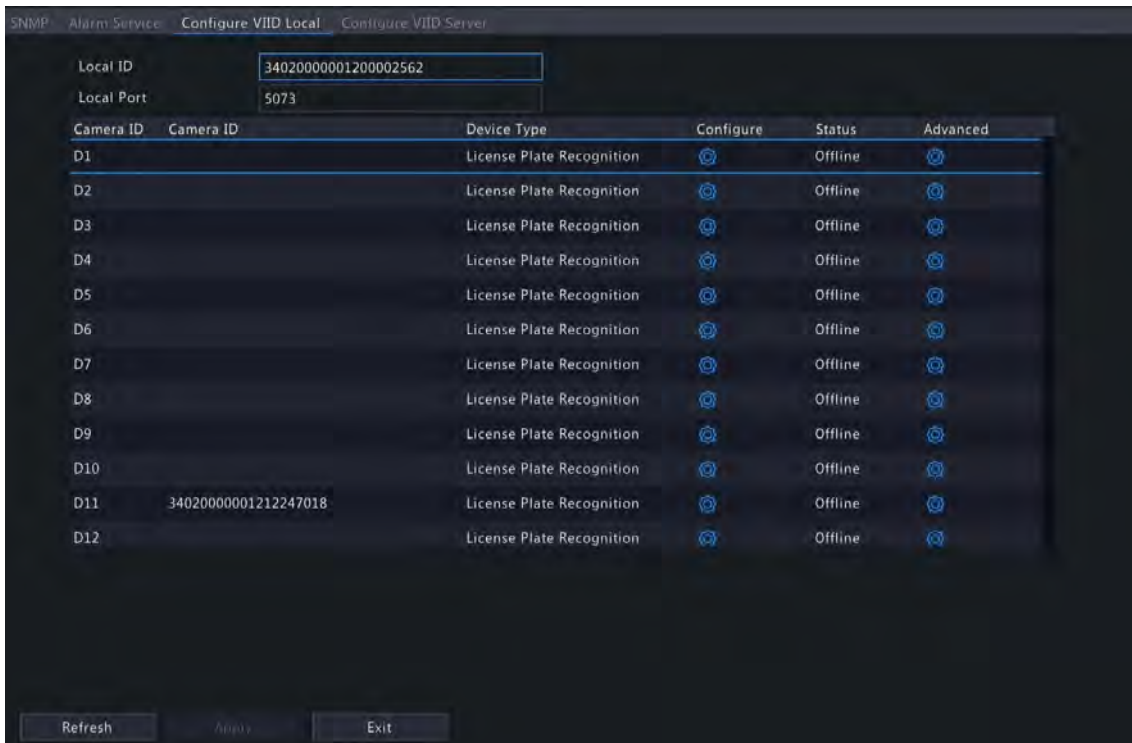 SNMP Alarm Service Configure VIID Local Configure VIID Server
Local ID 34020000001200002562
Local Port 5073
Camera ID Camera ID Device Type Configure Status Advanced
D1 License Plate Recognition Offline
D2 License Plate Recognition Offline
D3 License Plate Recognition Offline
D4 License Plate Recognition Offline
D5 License Plate Recognition Offline
D6 License Plate Recognition Offline
D7 License Plate Recognition Offline
D8 License Plate Recognition Offline
D9 License Plate Recognition Offline
D10 License Plate Recognition Offline
D11 34020000001212247018 License Plate Recognition Offline
D12 License Plate Recognition Offline
Refresh Apply Exit